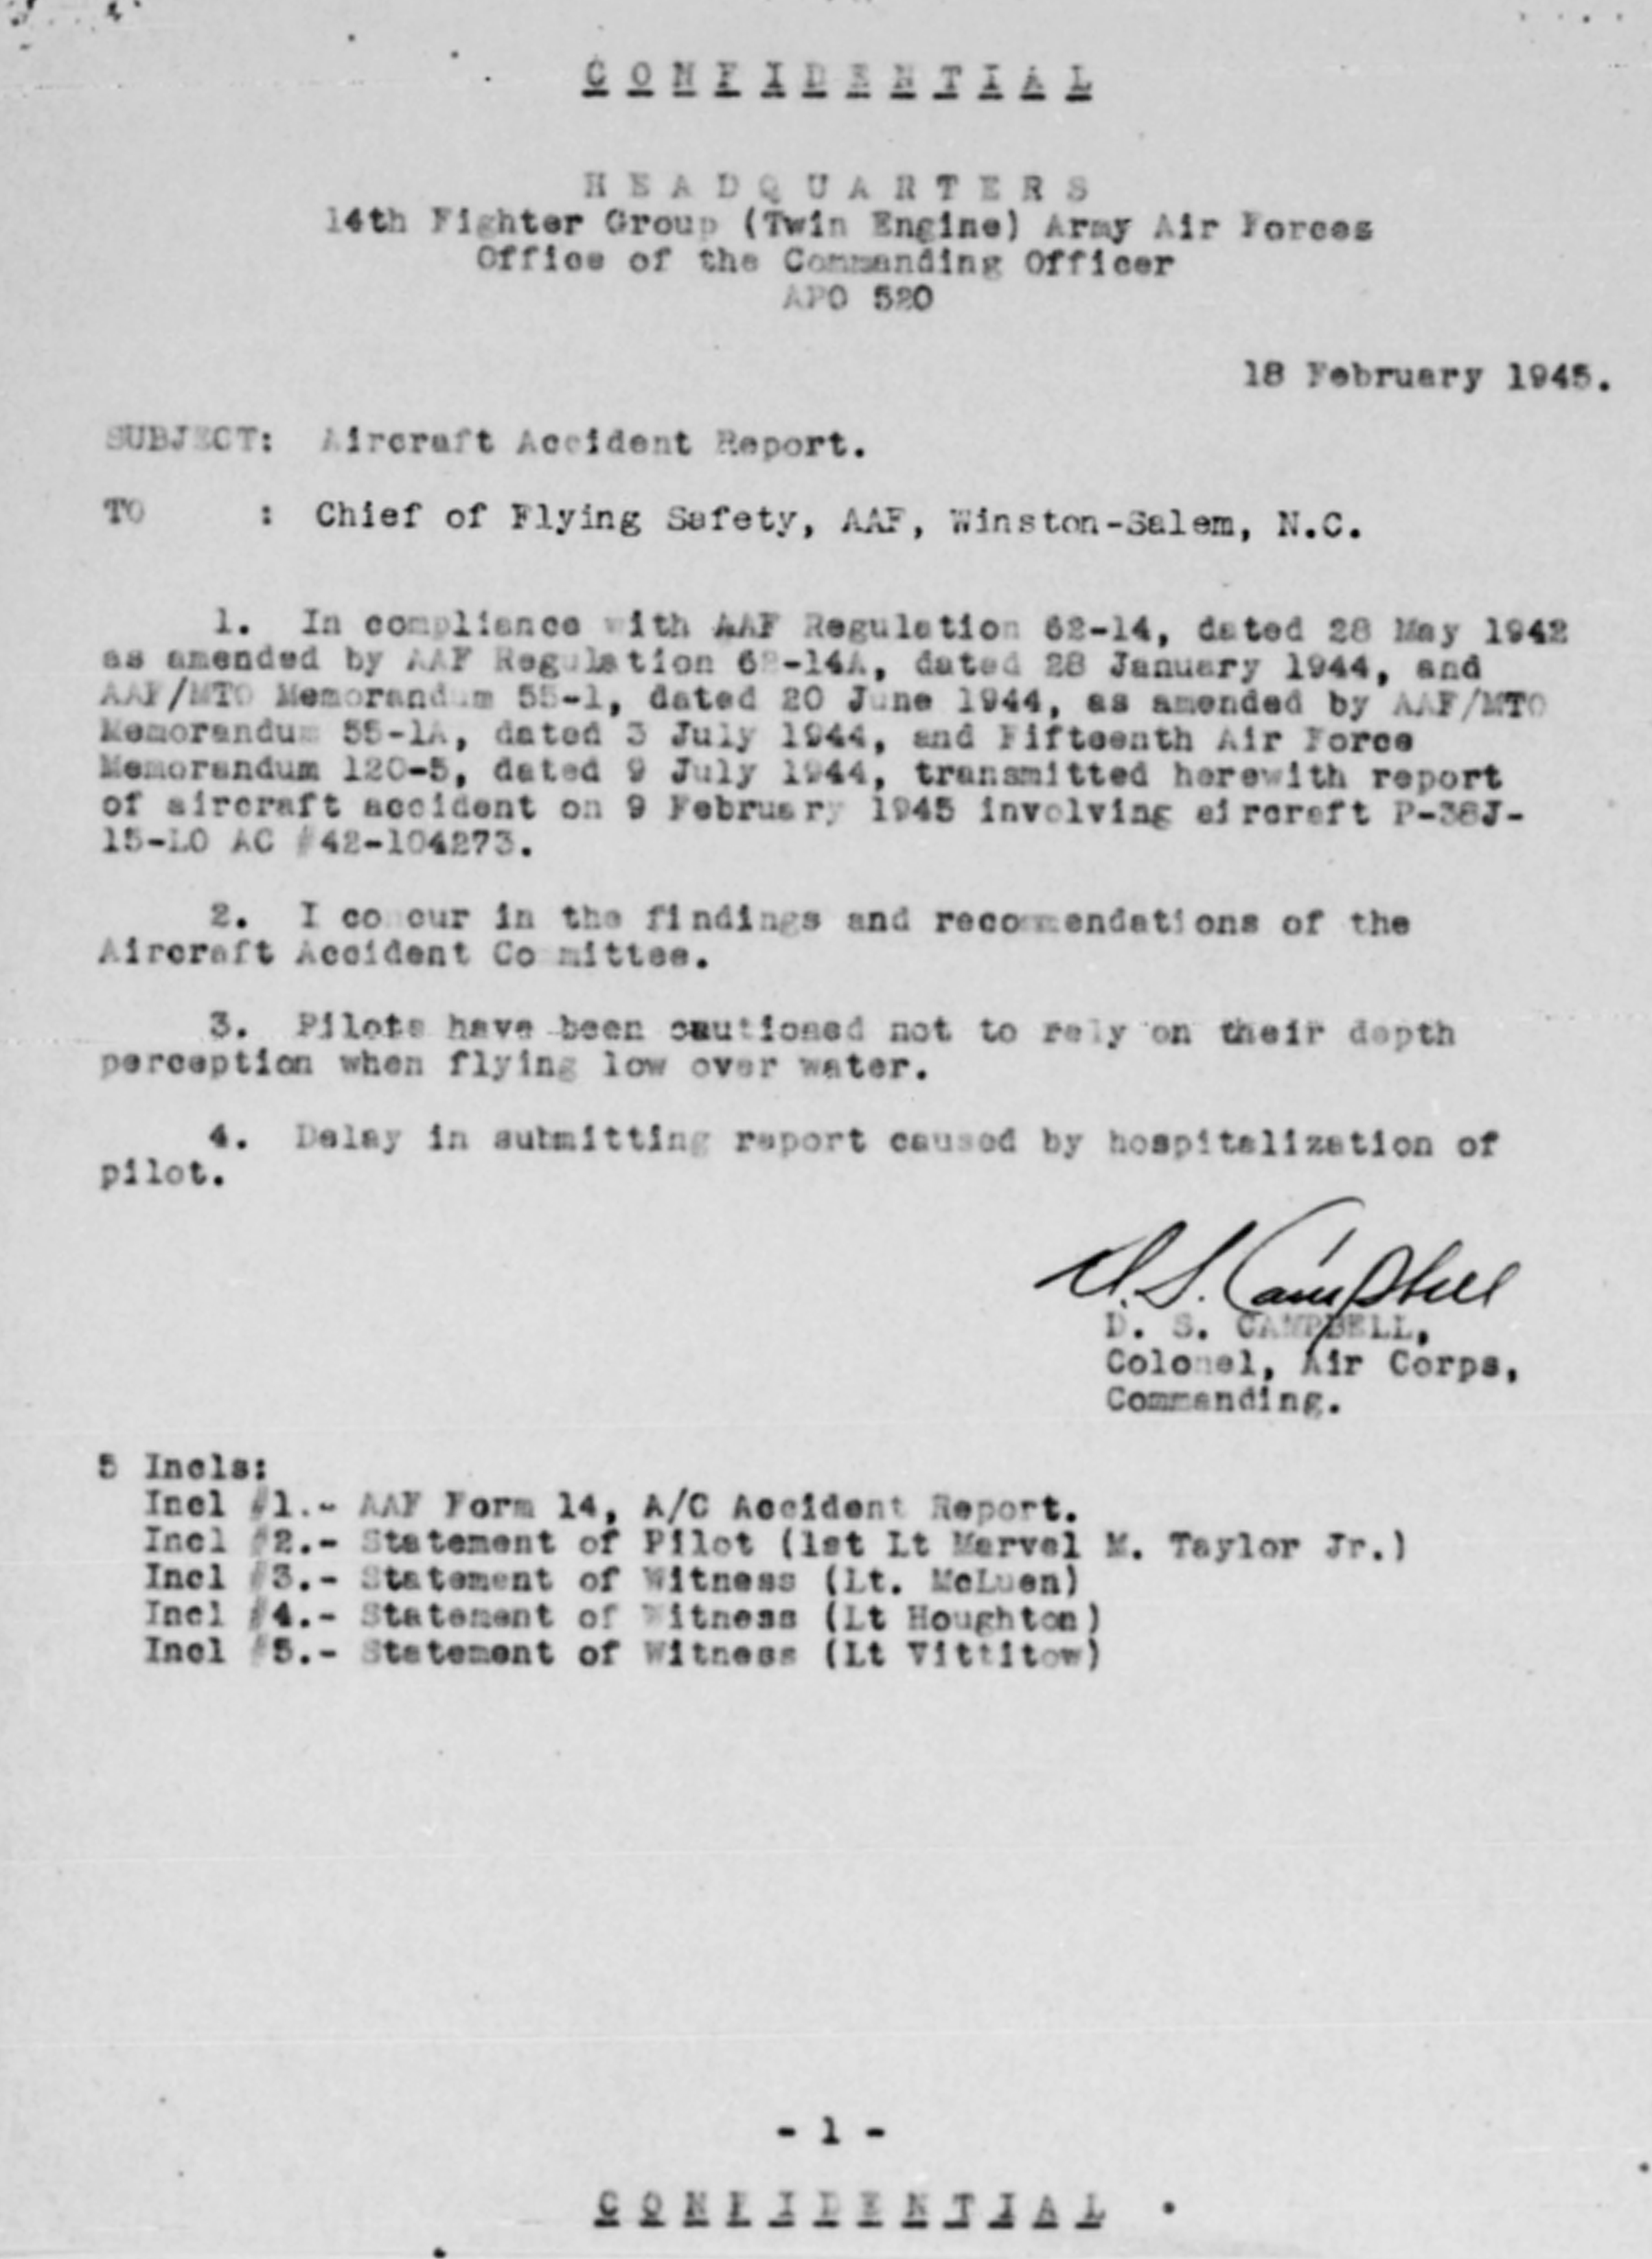 CONFIDENTIAL
HEADQUARTERS
14th Fighter Group (Twin Engine) Army Air Forces
Office of the Commanding Officer
APO 520
18 February 1945.
SUBJECT: Aircraft Accident Report.
TO : Chief of Flying Safety, AAF, Winston-Salem, N.C.
1. In compliance with AAF Regulation 62-14, dated 28 May 1942
as amended by AAF Regulation 62-14A, dated 28 January 1944, and
AAF/MTO Memorandum 55-1, dated 20 June 1944, as amended by AAF/MTO
Memorandum 55-1A, dated 3 July 1944, and Fifteenth Air Force
Memorandum 120-5, dated 9 July 1944, transmitted herewith report
of aircraft accident on 9 February 1945 involving aircraft P-38J-
15-LO AC #42-104273.
2. I concur in the findings and recommendations of the
Aircraft Accident Committee.
3. Pilots have been cautioned not to rely on their depth
perception when flying low over water.
4. Delay in submitting report caused by hospitalization of
pilot.
D. S. Campbell
D. S. CAMPBELL,
Colonel, Air Corps,
Commanding.
5 Incls:
Incl #1.- AAF Form 14, A/C Accident Report.
Incl #2.- Statement of Pilot (1st Lt Marvel M. Taylor Jr.)
Incl #3.- Statement of Witness (Lt. McLuen)
Incl #4.- Statement of Witness (Lt Houghton)
Incl #5.- Statement of Witness (Lt Vittitow)
- 1 -
CONFIDENTIAL